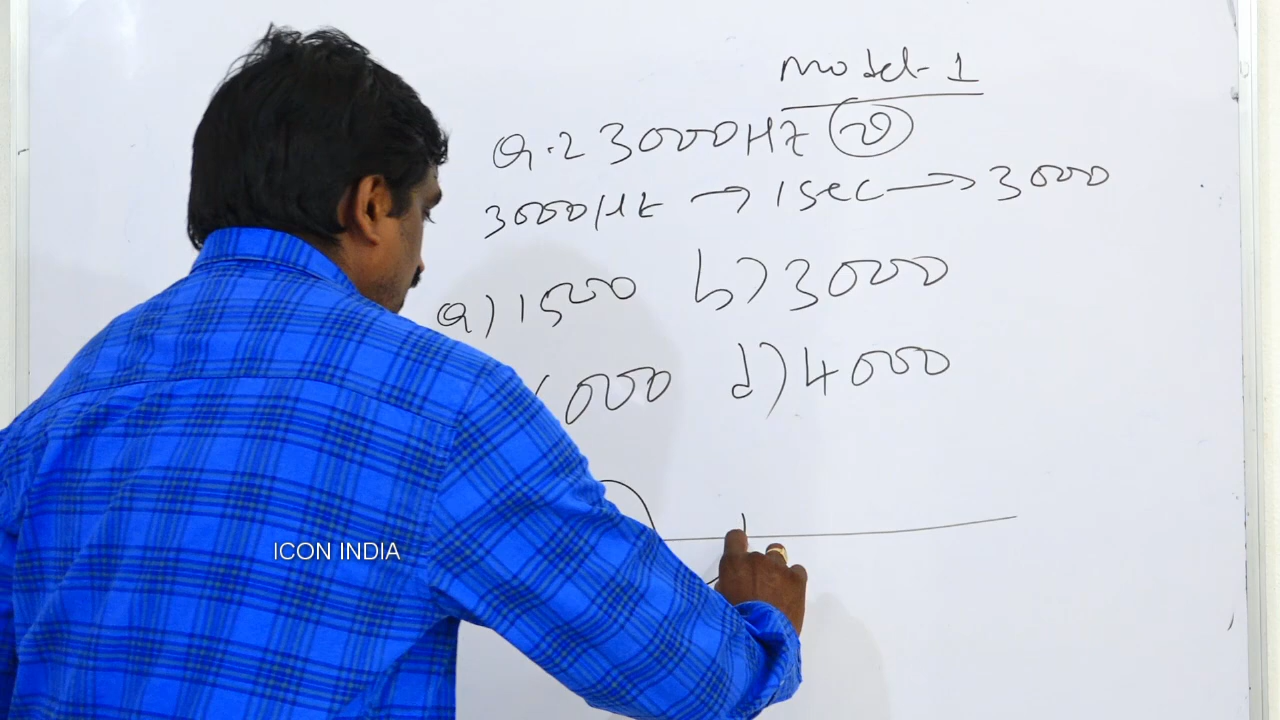 Model-1
Q.2 3000Hz ν
3000Hz → 1sec → 3000
a) 1500 b) 3000
000 d) 4000
ICON INDIA